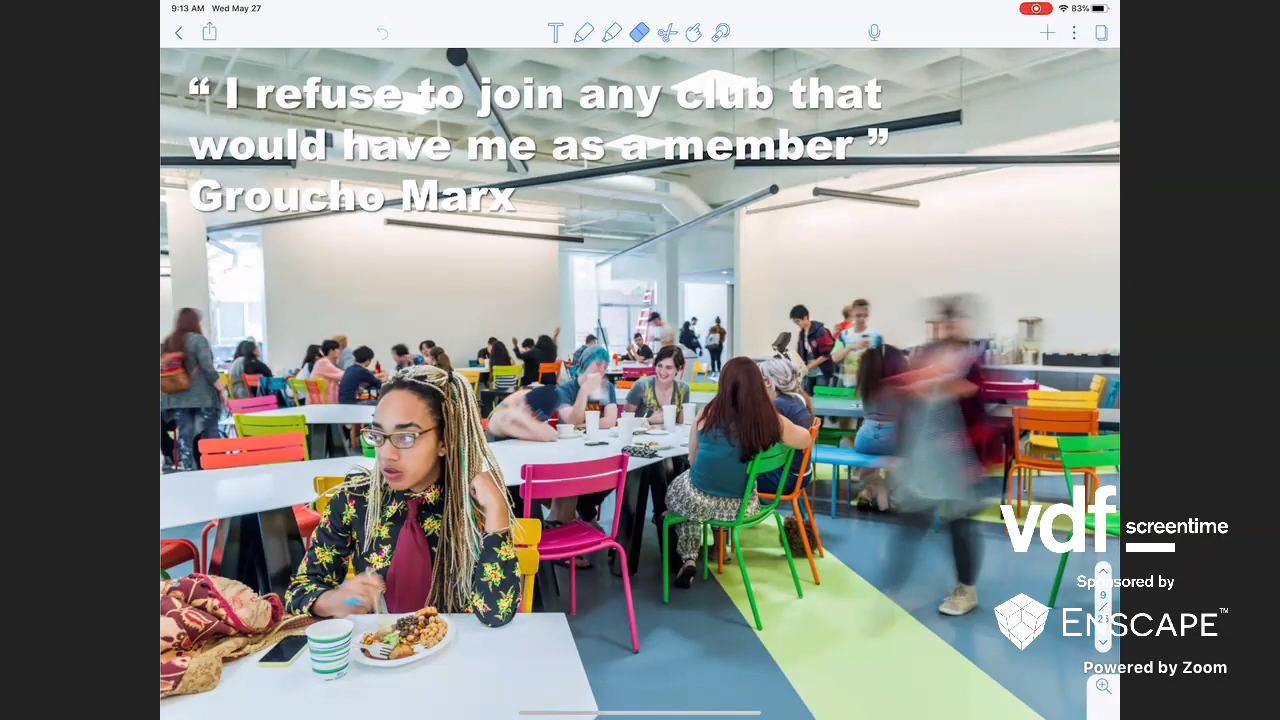 9:13 AM Wed May 27
83%
“ I refuse to join any club that
would have me as a member ”
Groucho Marx
vdf screentime
Sponsored by
ENSCAPE™
Powered by Zoom
9